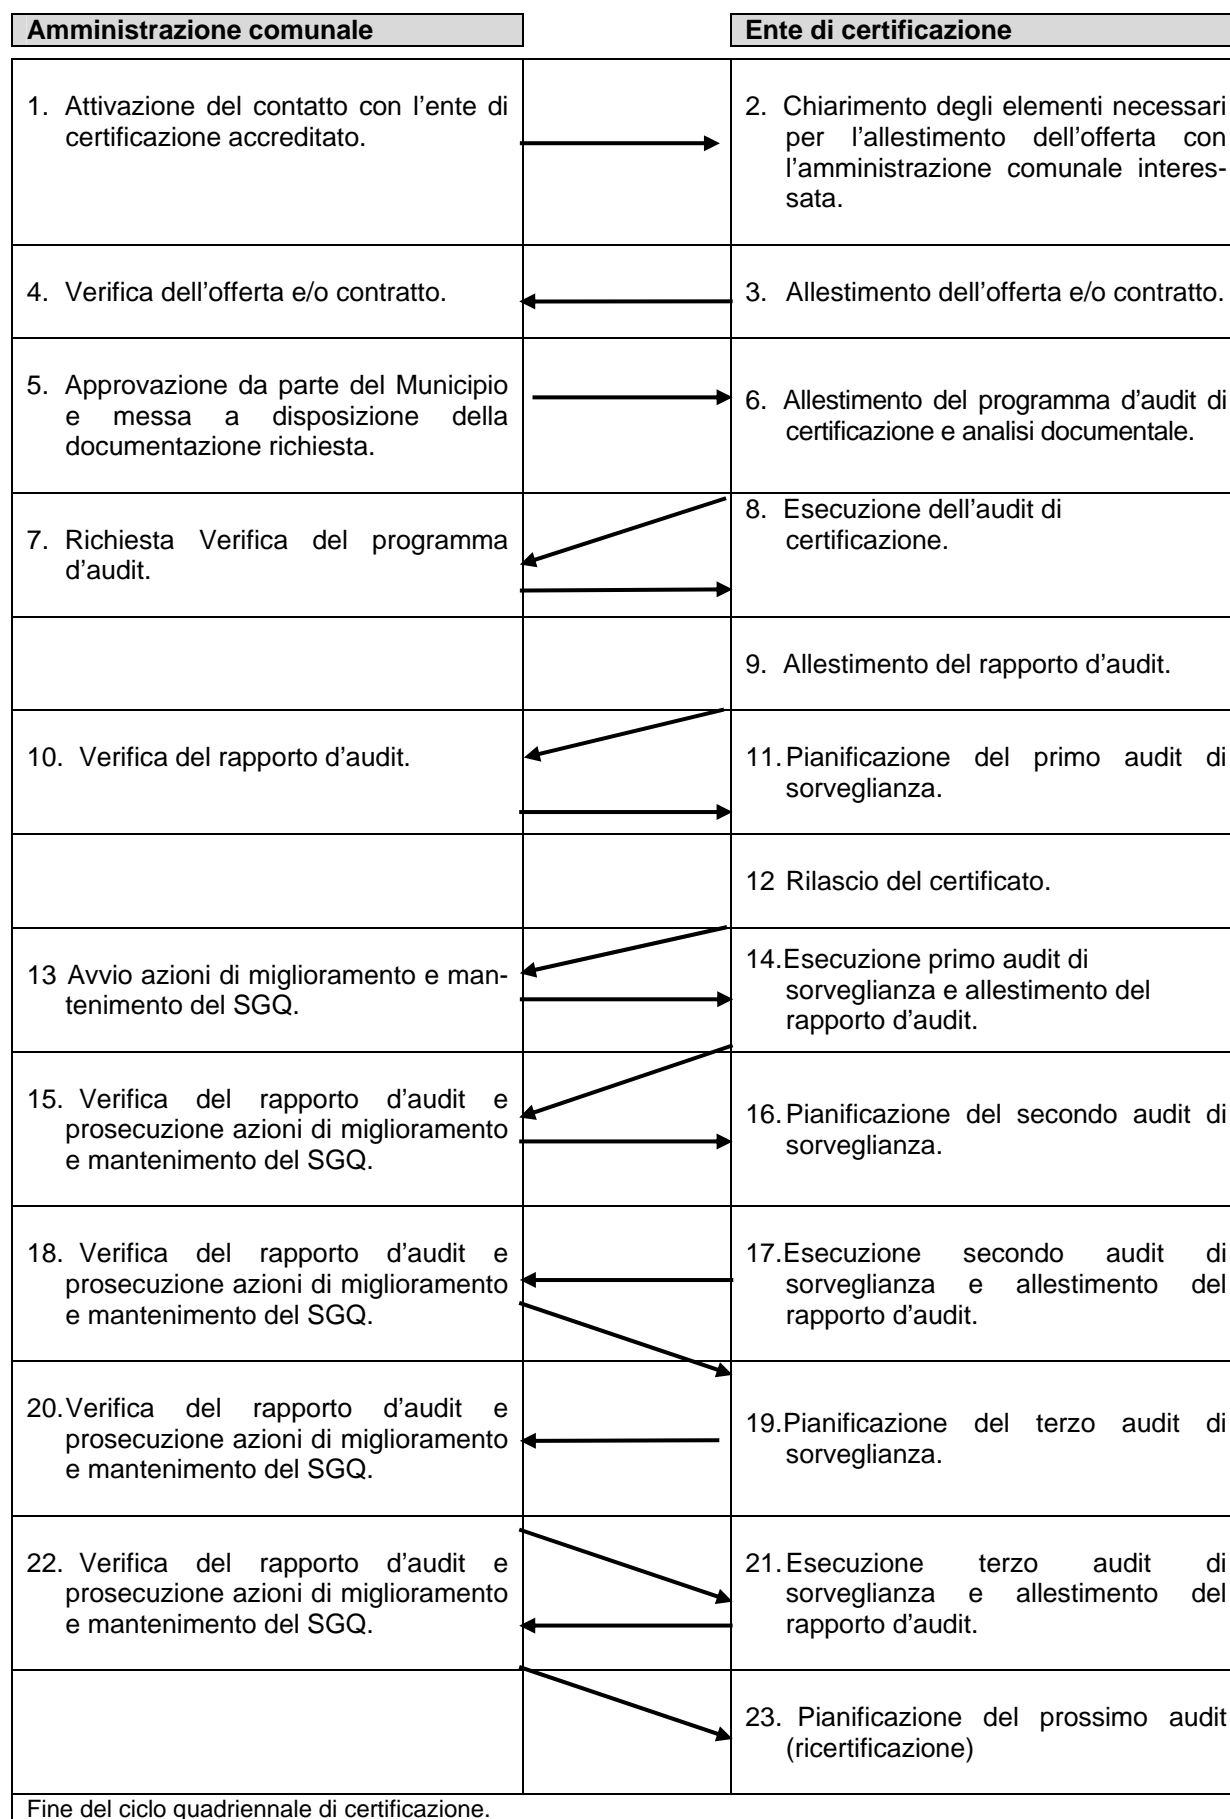 Amministrazione comunale
Ente di certificazione
1. Attivazione del contatto con l’ente di
certificazione accreditato.
2. Chiarimento degli elementi necessari
per l’allestimento dell’offerta con
l’amministrazione comunale interes-
sata.
4. Verifica dell’offerta e/o contratto.
3. Allestimento dell’offerta e/o contratto.
5. Approvazione da parte del Municipio
e messa a disposizione della
documentazione richiesta.
6. Allestimento del programma d’audit di
certificazione e analisi documentale.
7. Richiesta Verifica del programma
d’audit.
8. Esecuzione dell’audit di
certificazione.
9. Allestimento del rapporto d’audit.
10. Verifica del rapporto d’audit.
11. Pianificazione del primo audit di
sorveglianza.
12 Rilascio del certificato.
13 Avvio azioni di miglioramento e man-
tenimento del SGQ.
14. Esecuzione primo audit di
sorveglianza e allestimento del
rapporto d’audit.
15. Verifica del rapporto d’audit e
prosecuzione azioni di miglioramento
e mantenimento del SGQ.
16. Pianificazione del secondo audit di
sorveglianza.
18. Verifica del rapporto d’audit e
prosecuzione azioni di miglioramento
e mantenimento del SGQ.
17. Esecuzione secondo audit di
sorveglianza e allestimento del
rapporto d’audit.
20. Verifica del rapporto d’audit e
prosecuzione azioni di miglioramento
e mantenimento del SGQ.
19. Pianificazione del terzo audit di
sorveglianza.
22. Verifica del rapporto d’audit e
prosecuzione azioni di miglioramento
e mantenimento del SGQ.
21. Esecuzione terzo audit di
sorveglianza e allestimento del
rapporto d’audit.
23. Pianificazione del prossimo audit
(ricertificazione)
Fine del ciclo quadriennale di certificazione.